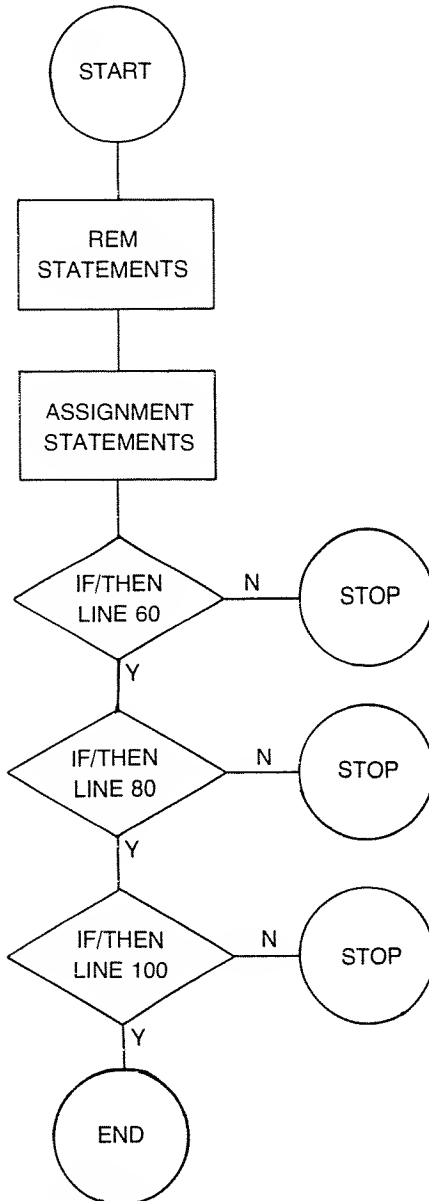 START
REM
STATEMENTS
ASSIGNMENT
STATEMENTS
IF/THEN
LINE 60
N
STOP
Y
IF/THEN
LINE 80
N
STOP
Y
IF/THEN
LINE 100
N
STOP
Y
END